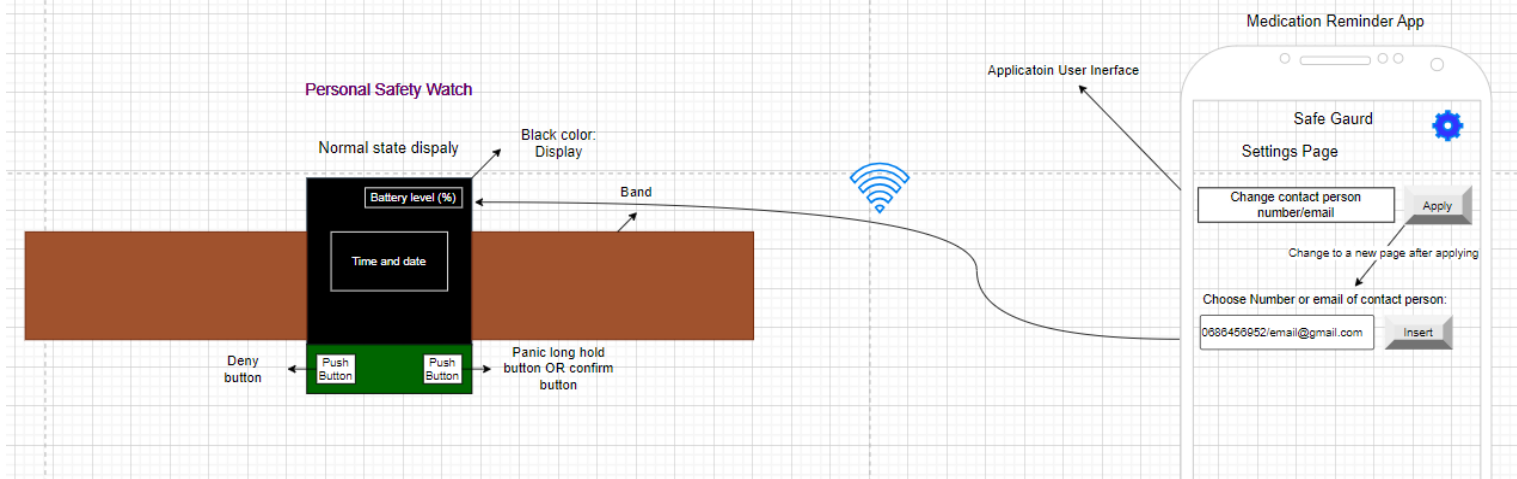 Medication Reminder App
Applicatoin User Inerface
Personal Safety Watch
Safe Gaurd
Black color:
Display
Normal state dispaly
Settings Page
Battery level (%)
Band
Change contact person
number/email
Apply
Time and date
Change to a new page after applying
Choose Number or email of contact person:
0686456952/email@gmail.com
Insert
Deny
button
Push
Button
Push
Button
Panic long hold
button OR confirm
button